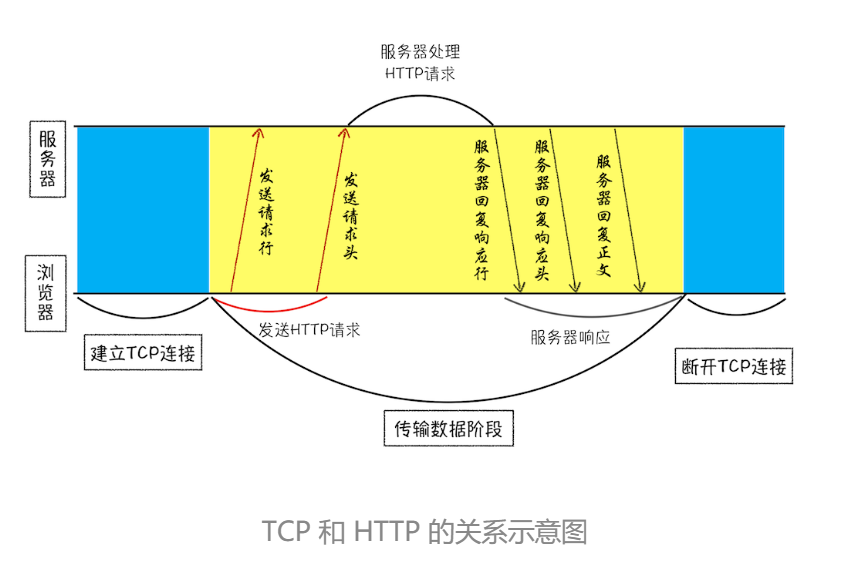 服务器处理
HTTP请求
服务器
发送请求行
发送请求头
服务器回复响应行
服务器回复响应头
服务器回复正文
浏览器
发送HTTP请求
服务器响应
建立TCP连接
断开TCP连接
传输数据阶段
TCP 和 HTTP 的关系示意图